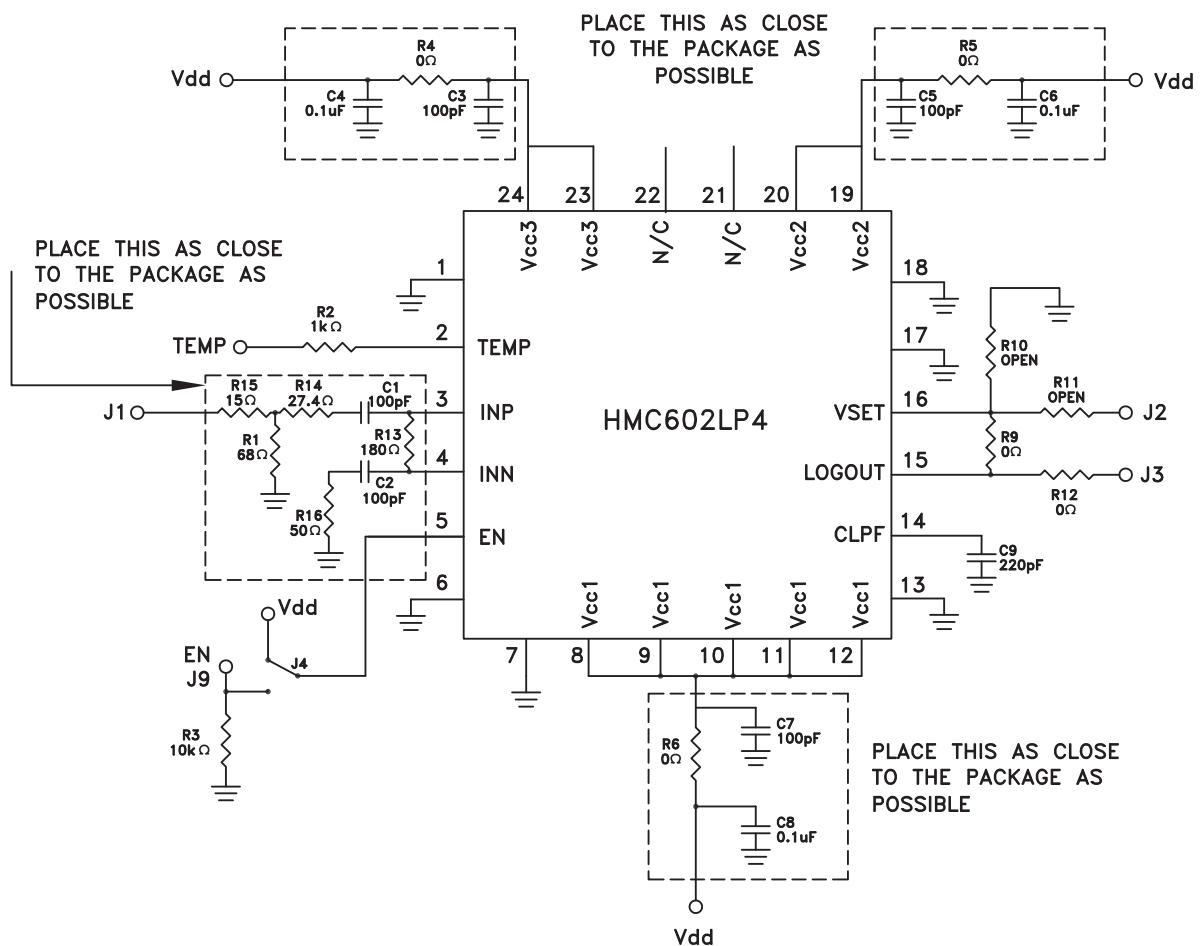 PLACE THIS AS CLOSE
TO THE PACKAGE AS
POSSIBLE
Vdd
R4
0Ω
C4
0.1uF
C3
100pF
R5
0Ω
C5
100pF
C6
0.1uF
Vdd
24
23
22
21
20
19
Vcc3
Vcc3
N/C
N/C
Vcc2
Vcc2
PLACE THIS AS CLOSE
TO THE PACKAGE AS
POSSIBLE
1
18
17
TEMP
R2
1kΩ
2
TEMP
R10
OPEN
R15
15Ω
R14
27.4Ω
C1
100pF
J1
3
INP
HMC602LP4
VSET
16
R11
OPEN
J2
R1
68Ω
R13
180Ω
R9
0Ω
4
INN
C2
100pF
LOGOUT
15
R12
0Ω
J3
R16
50Ω
5
EN
CLPF
14
C9
220pF
6
13
Vcc1
Vcc1
Vcc1
Vcc1
Vcc1
Vdd
EN
J9
J4
7
8
9
10
11
12
R3
10kΩ
R6
0Ω
C7
100pF
C8
0.1uF
PLACE THIS AS CLOSE
TO THE PACKAGE AS
POSSIBLE
Vdd